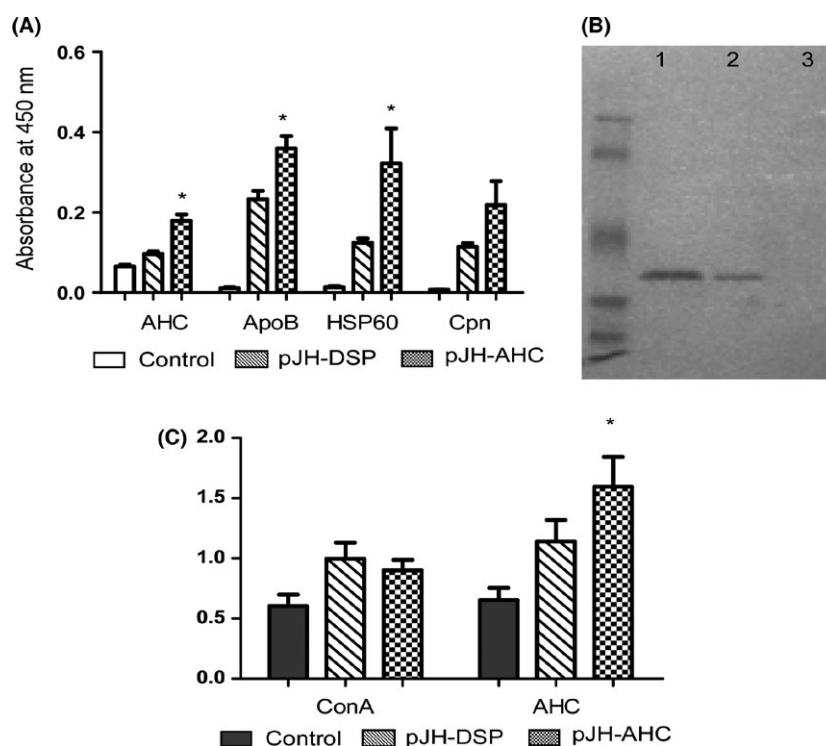 (A)
Absorbance at 450 nm
0.6
0.4
0.2
0.0
* * *
AHC ApoB HSP60 Cpn
Control pJH-DSP pJH-AHC
(B)
1 2 3
(C)
2.0
1.5
1.0
0.5
0.0
*
ConA AHC
Control pJH-DSP pJH-AHC